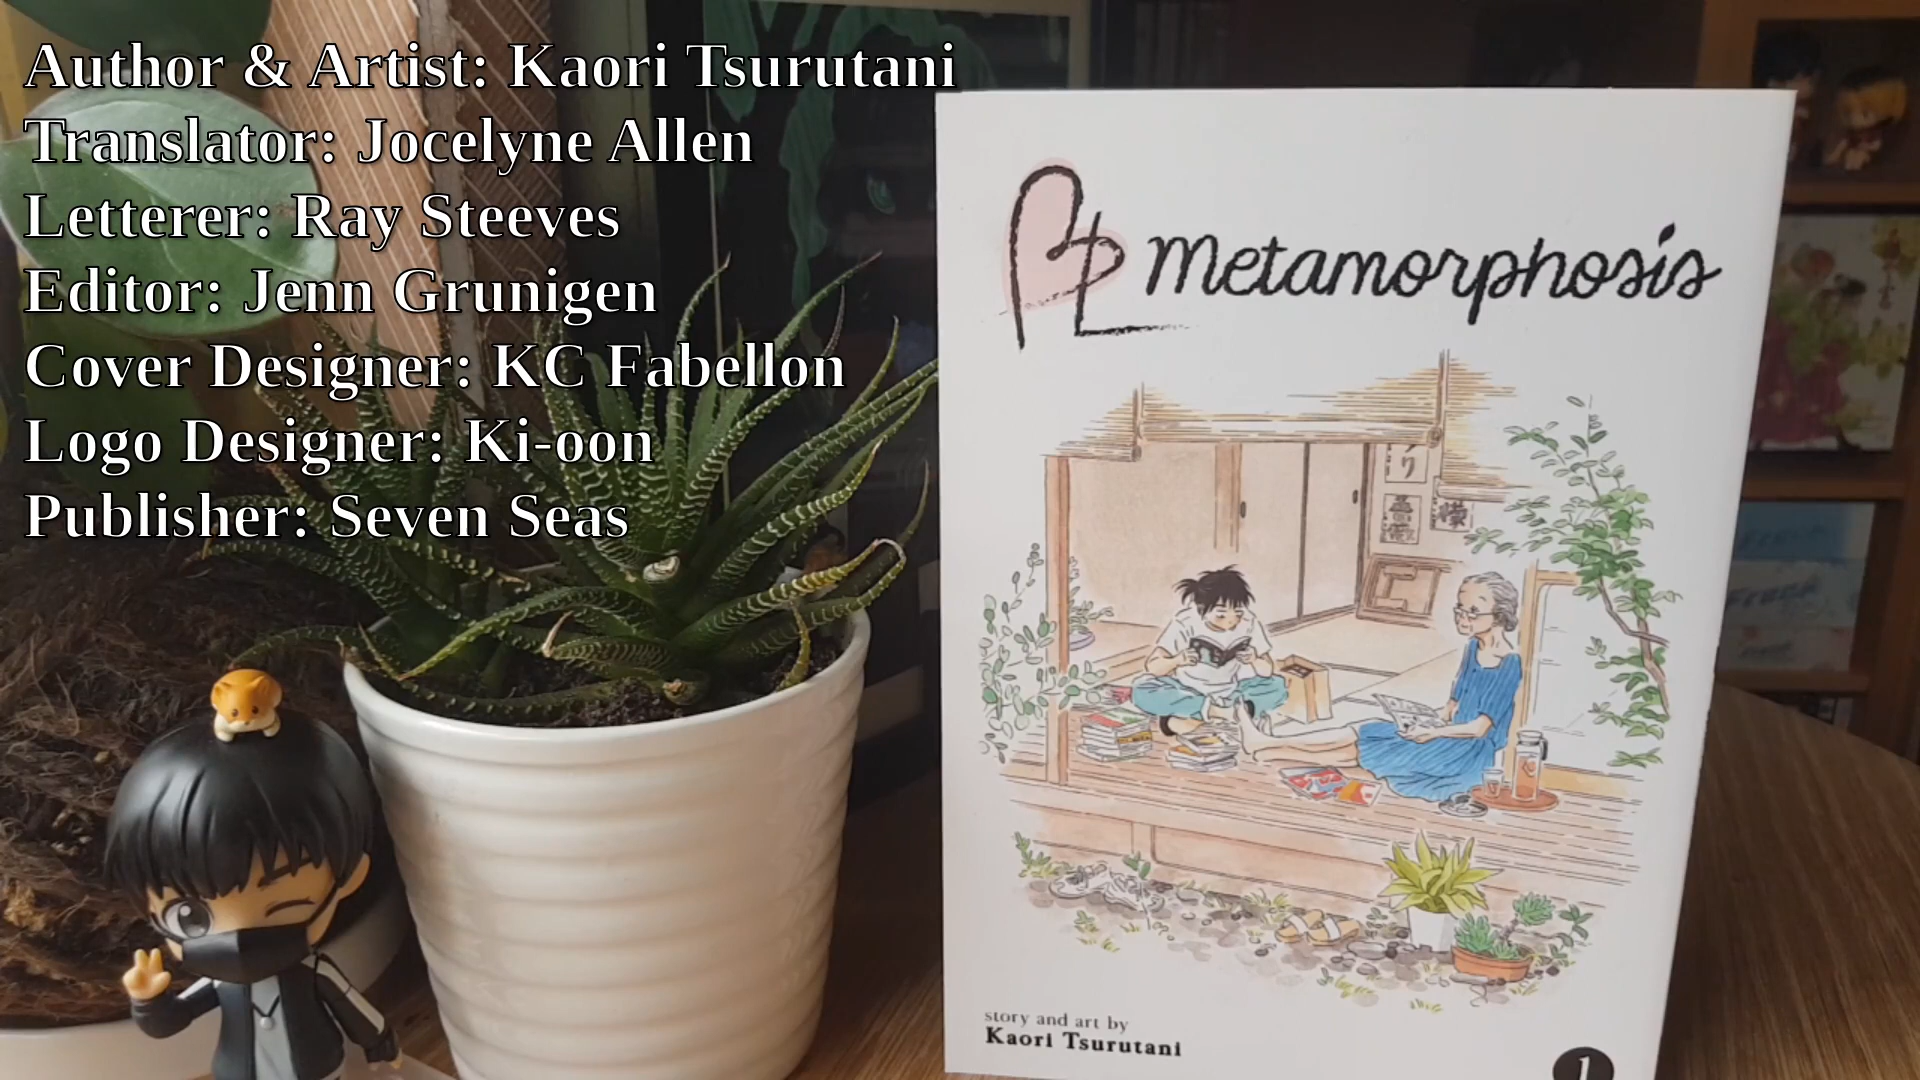 Author & Artist: Kaori Tsurutani
Translator: Jocelyne Allen
Letterer: Ray Steeves
Editor: Jenn Grunigen
Cover Designer: KC Fabellon
Logo Designer: Ki-oon
Publisher: Seven Seas
BL Metamorphosis
story and art by
Kaori Tsurutani
1